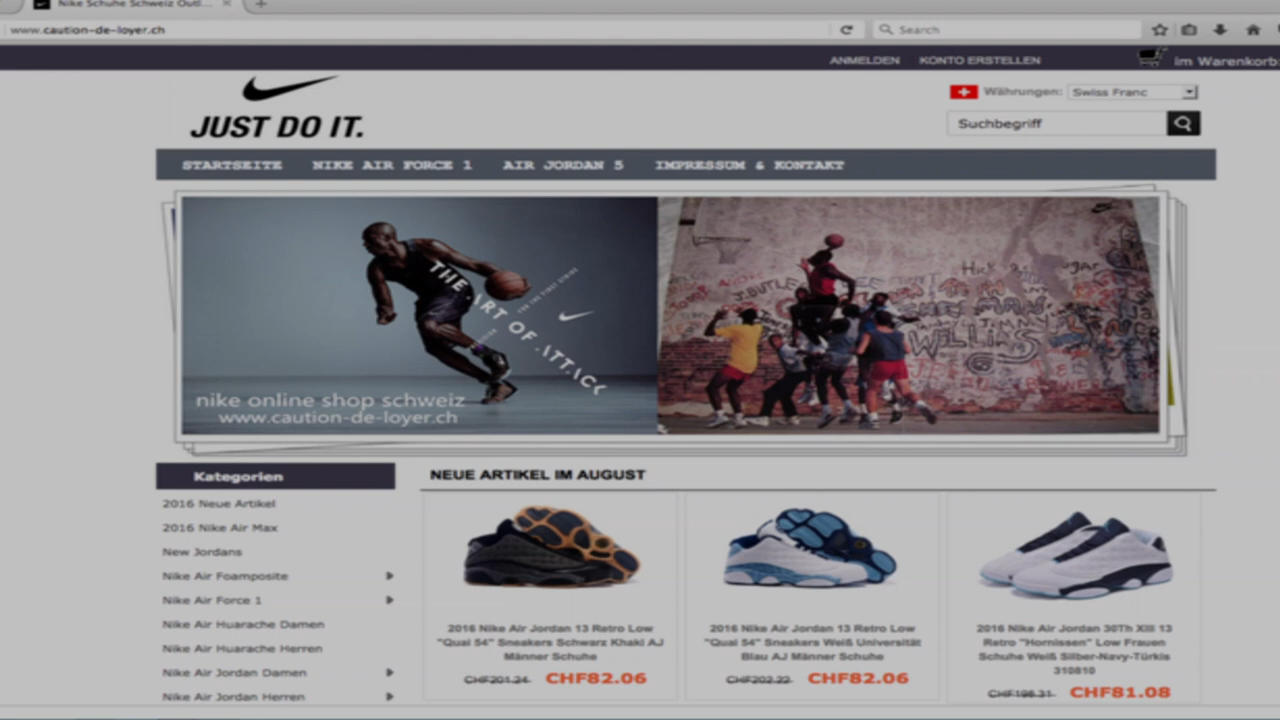 Nike Schuhe Schweiz Outl...
www.caution-de-loyer.ch
Search
ANMELDEN KONTO ERSTELLEN
Im Warenkorb:
JUST DO IT.
Währungen: Swiss Franc
Suchbegriff
STARTSEITE NIKE AIR FORCE 1 AIR JORDAN 5 IMPRESSUM & KONTAKT
THE ART OF ATTACK
J.BUTLE
nike online shop schweiz
www.caution-de-loyer.ch
Kategorien
2016 Neue Artikel
2016 Nike Air Max
New Jordans
Nike Air Foamposite
Nike Air Force 1
Nike Air Huarache Damen
Nike Air Huarache Herren
Nike Air Jordan Damen
Nike Air Jordan Herren
NEUE ARTIKEL IM AUGUST
2016 Nike Air Jordan 13 Retro Low
"Quai 54" Sneakers Schwarz Khaki AJ
Männer Schuhe
CHF201.24 CHF82.06
2016 Nike Air Jordan 13 Retro Low
"Quai 54" Sneakers Weiß Universität
Blau AJ Männer Schuhe
CHF202.22 CHF82.06
2016 Nike Air Jordan 30Th XIII 13
Retro "Hornissen" Low Frauen
Schuhe Weiß Silber-Navy-Türkis
310810
CHF198.31 CHF81.08